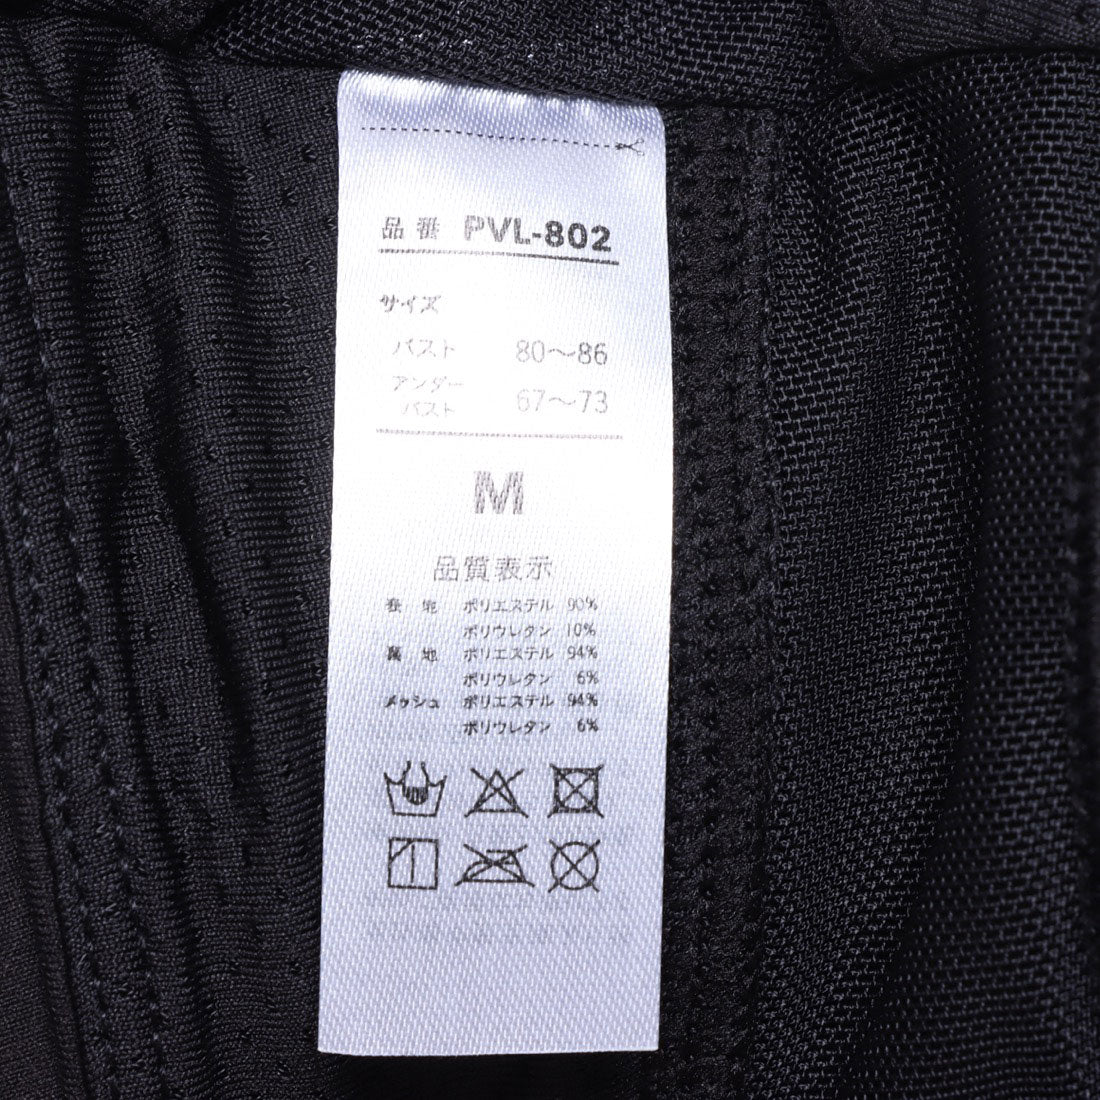 品番 PVL-802
サイズ
バスト 80〜86
アンダー
バスト 67〜73
M
品質表示
表地 ポリエステル 90%
ポリウレタン 10%
裏地 ポリエステル 94%
ポリウレタン 6%
メッシュ ポリエステル 94%
ポリウレタン 6%